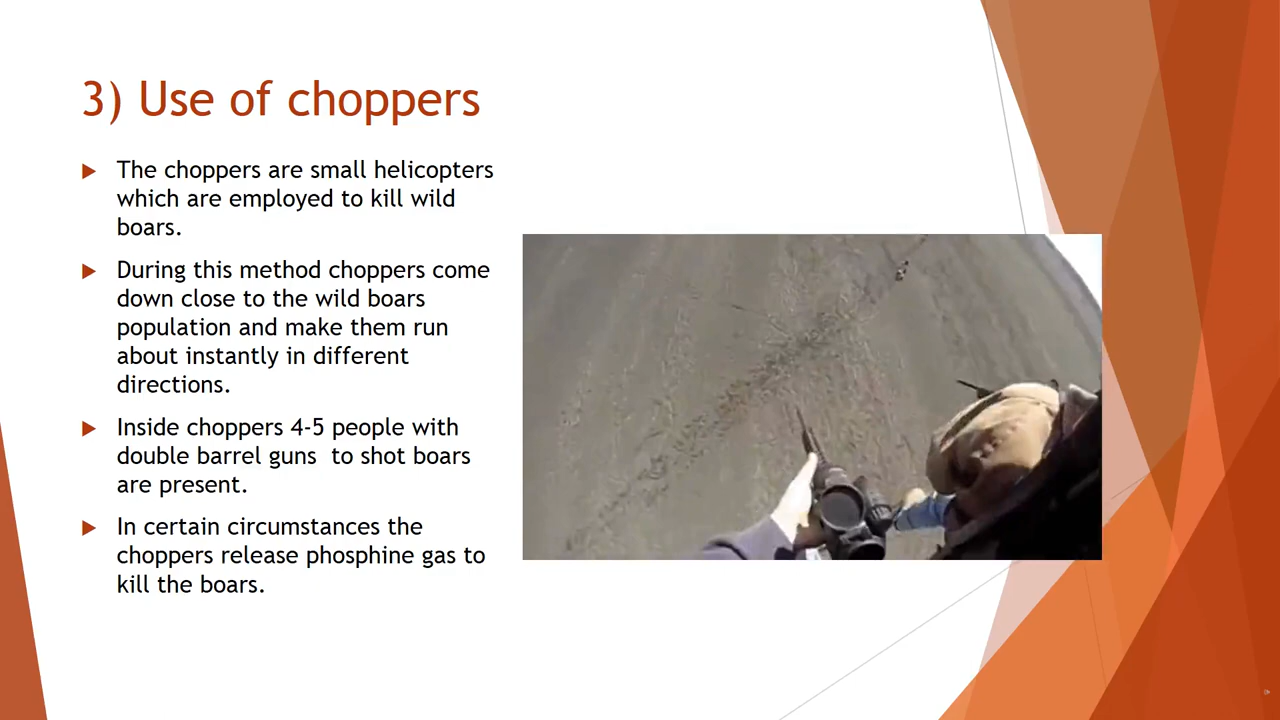 3) Use of choppers
The choppers are small helicopters
which are employed to kill wild
boars.
During this method choppers come
down close to the wild boars
population and make them run
about instantly in different
directions.
Inside choppers 4-5 people with
double barrel guns  to shot boars
are present.
In certain circumstances the
choppers release phosphine gas to
kill the boars.